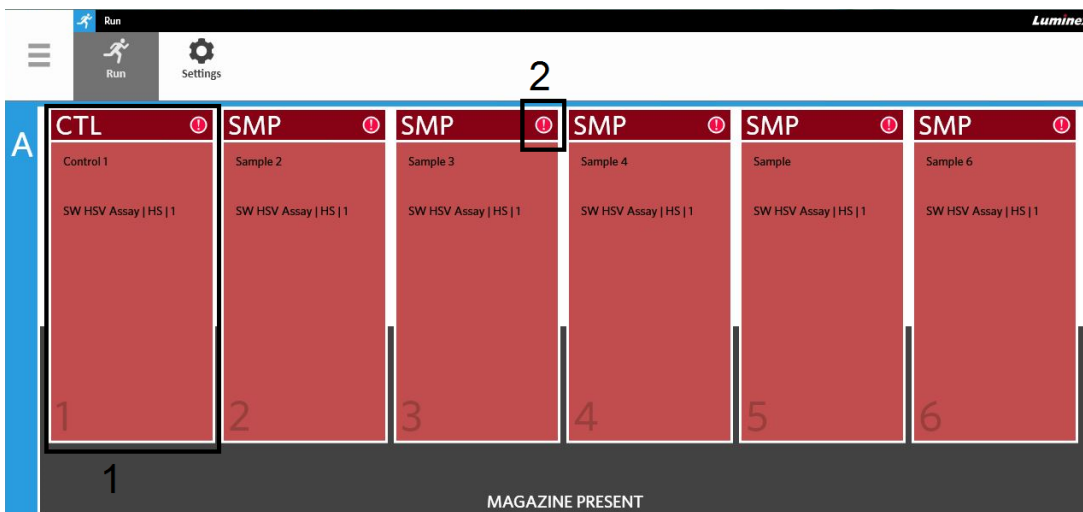 Run
Lumine
Run
Settings
2
A
CTL
SMP
SMP
SMP
SMP
SMP
Control 1
Sample 2
Sample 3
Sample 4
Sample
Sample 6
SW HSV Assay | HS | 1
SW HSV Assay | HS | 1
SW HSV Assay | HS | 1
SW HSV Assay | HS | 1
SW HSV Assay | HS | 1
SW HSV Assay | HS | 1
1
2
3
4
5
6
1
MAGAZINE PRESENT